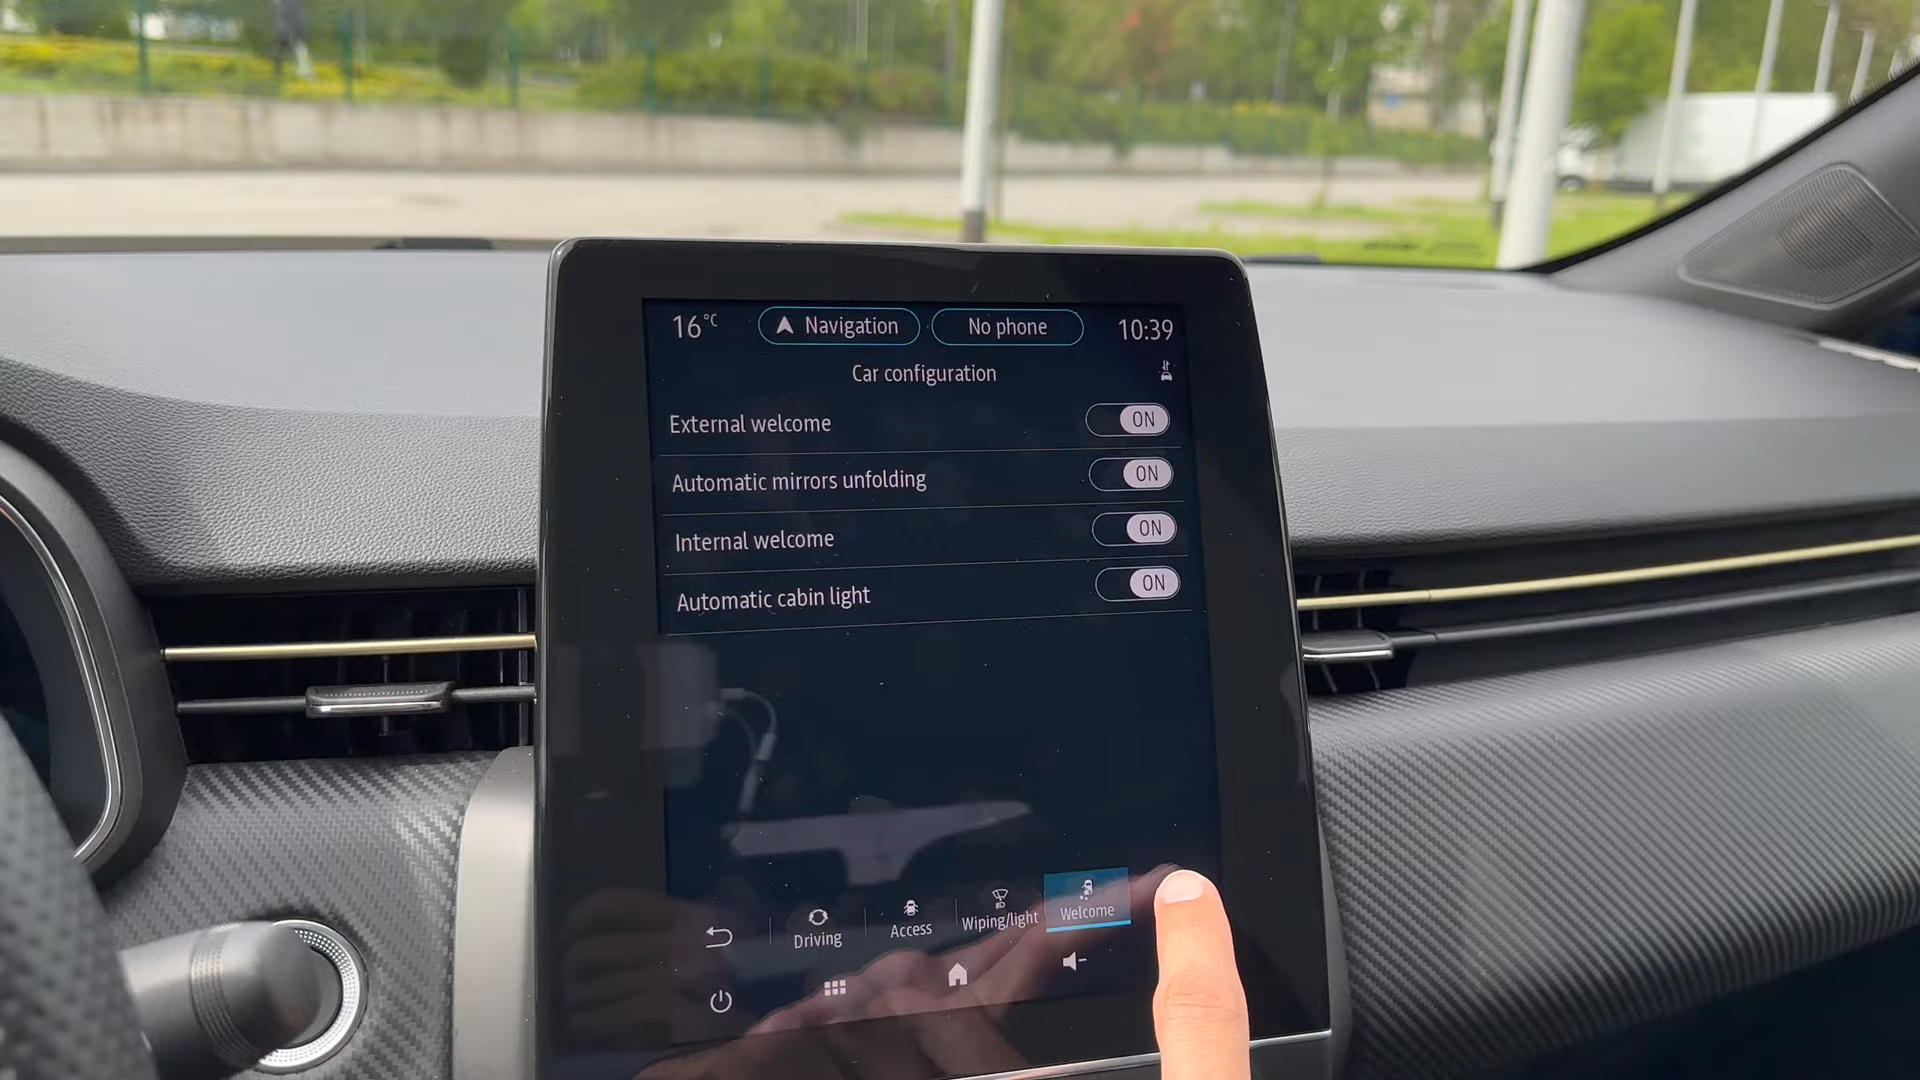 16°C Navigation No phone 10:39
Car configuration
External welcome ON
Automatic mirrors unfolding ON
Internal welcome ON
Automatic cabin light ON
Driving Access Wiping/light Welcome